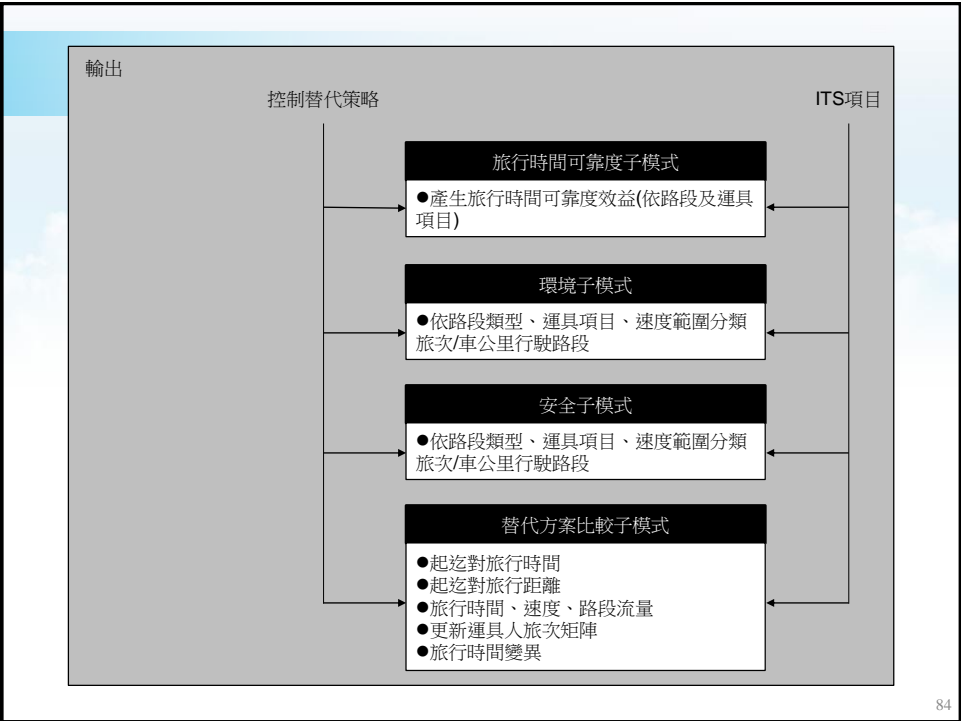 輸出
控制替代策略
ITS項目
旅行時間可靠度子模式
●產生旅行時間可靠度效益(依路段及運具
項目)
環境子模式
●依路段類型、運具項目、速度範圍分類
旅次/車公里行駛路段
安全子模式
●依路段類型、運具項目、速度範圍分類
旅次/車公里行駛路段
替代方案比較子模式
●起迄對旅行時間
●起迄對旅行距離
●旅行時間、速度、路段流量
●更新運具人旅次矩陣
●旅行時間變異
84